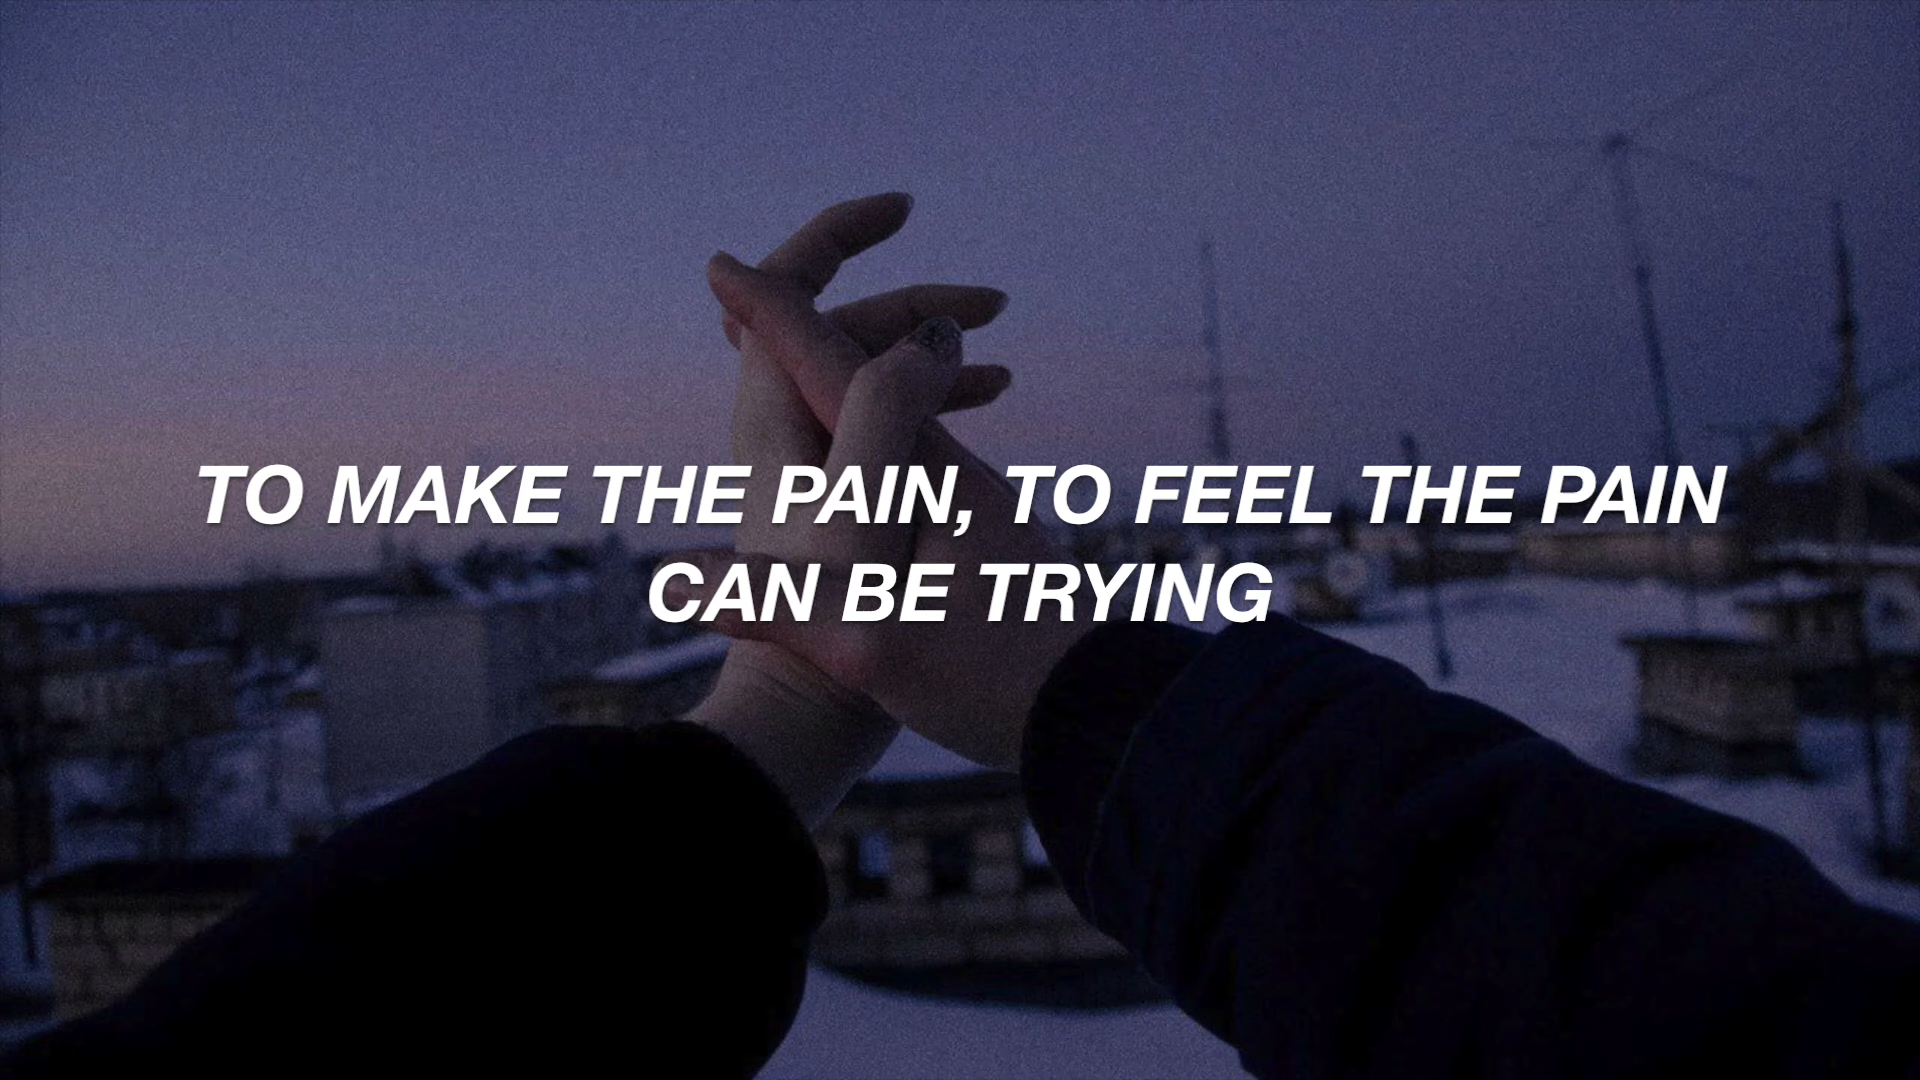 TO MAKE THE PAIN, TO FEEL THE PAIN
CAN BE TRYING